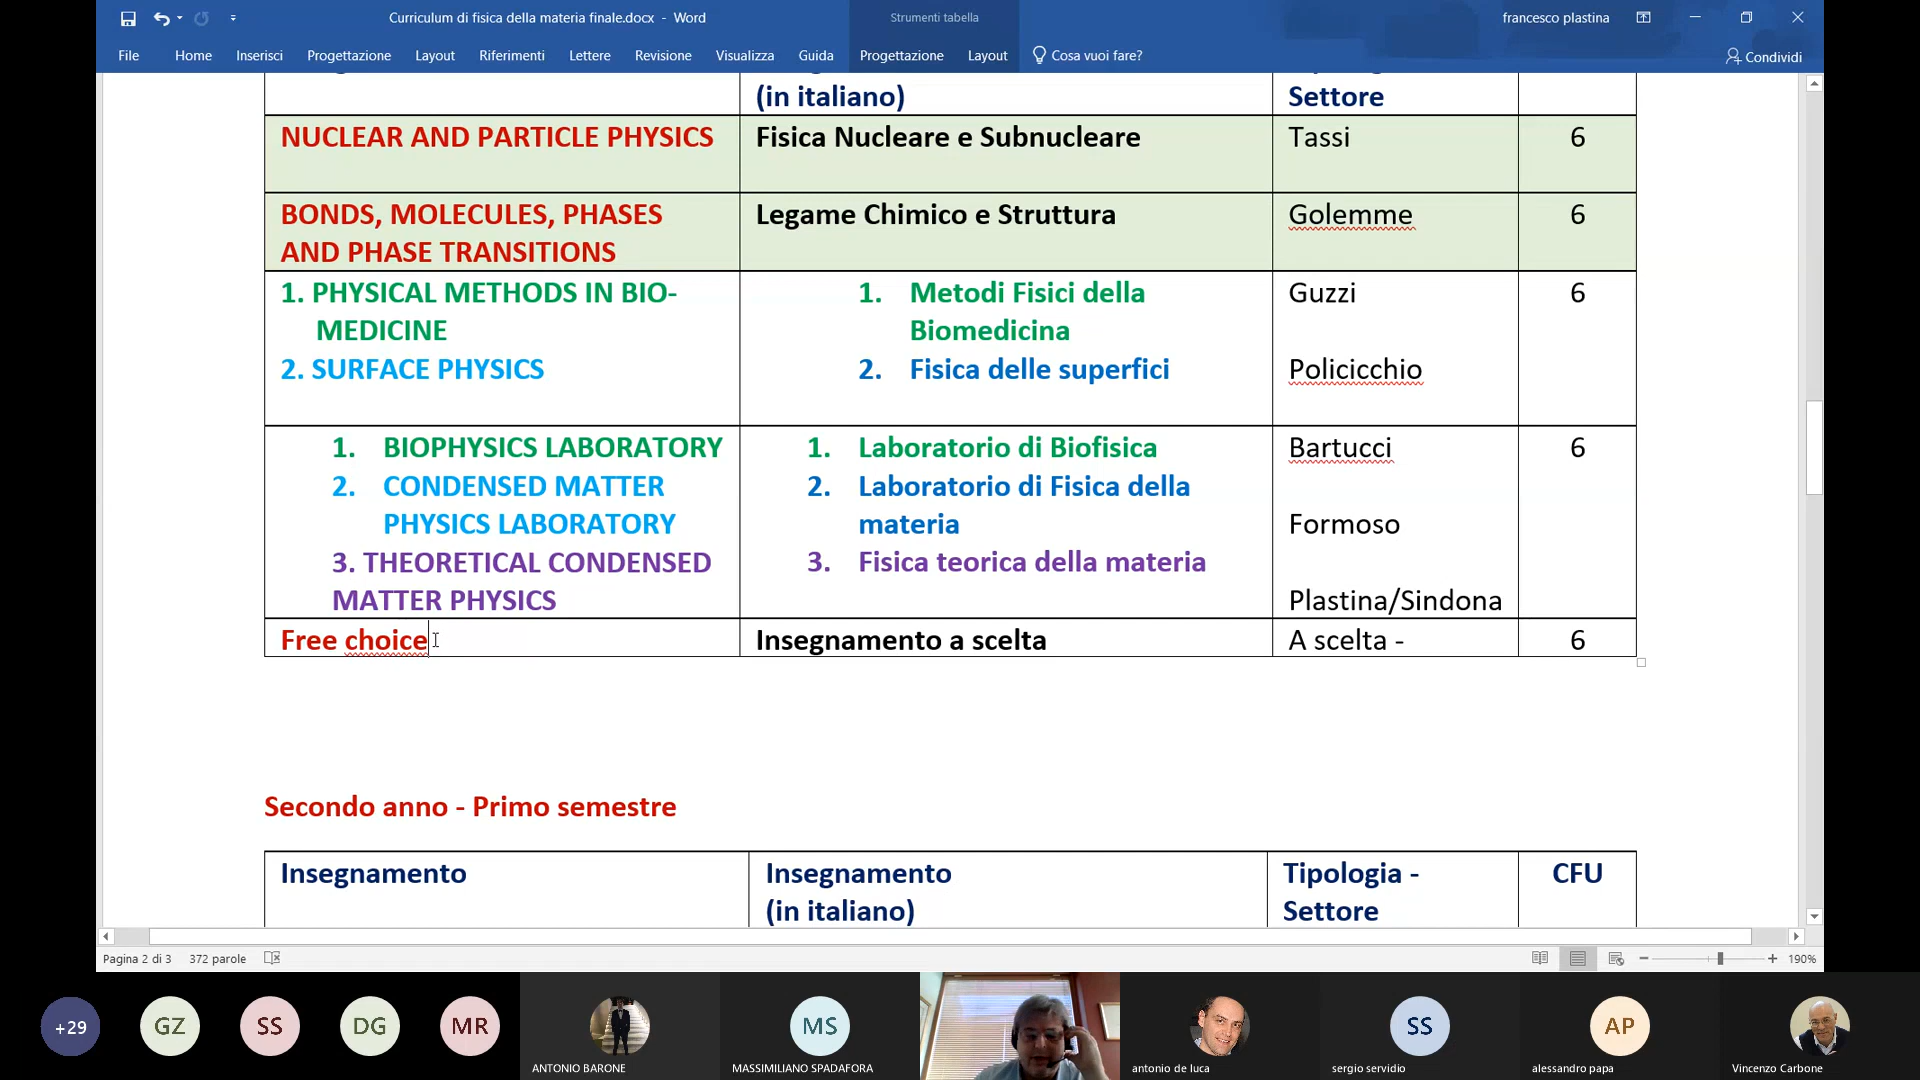 Curriculum di fisica della materia finale.docx - Word
Strumenti tabella
francesco plastina
File Home Inserisci Progettazione Layout Riferimenti Lettere Revisione Visualizza Guida Progettazione Layout Cosa vuoi fare? Condividi
(in italiano) Settore
NUCLEAR AND PARTICLE PHYSICS Fisica Nucleare e Subnucleare Tassi 6
BONDS, MOLECULES, PHASES Legame Chimico e Struttura Golemme 6
AND PHASE TRANSITIONS
1. PHYSICAL METHODS IN BIO- 1. Metodi Fisici della Guzzi 6
MEDICINE Biomedicina
2. SURFACE PHYSICS 2. Fisica delle superfici Policicchio
1. BIOPHYSICS LABORATORY 1. Laboratorio di Biofisica Bartucci 6
2. CONDENSED MATTER 2. Laboratorio di Fisica della
PHYSICS LABORATORY materia Formoso
3. THEORETICAL CONDENSED 3. Fisica teorica della materia
MATTER PHYSICS Plastina/Sindona
Free choice Insegnamento a scelta A scelta - 6
Secondo anno - Primo semestre
Insegnamento Insegnamento Tipologia - CFU
(in italiano) Settore
Pagina 2 di 3 372 parole 190%
+29 GZ SS DG MR MS SS AP
ANTONIO BARONE MASSIMILIANO SPADAFORA antonio de luca sergio servidio alessandro papa Vincenzo Carbone